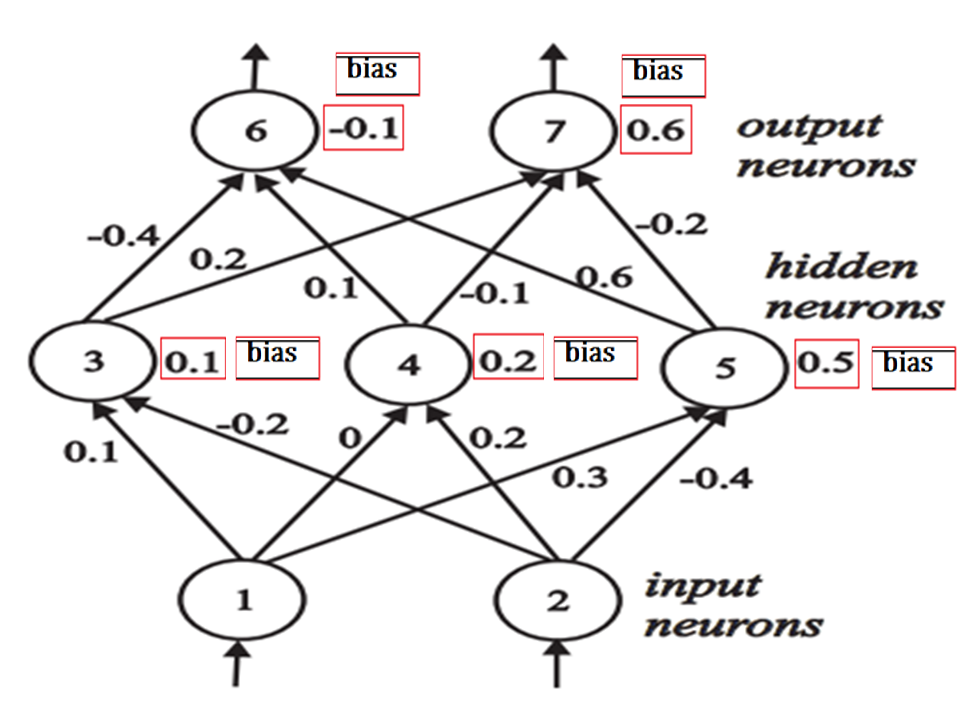 bias bias
6 -0.1 7 0.6 output
neurons
-0.4 0.2 0.1 -0.1 0.6 -0.2
hidden
neurons
3 0.1 bias 4 0.2 bias 5 0.5 bias
0.1 -0.2 0 0.2 0.3 -0.4
1 2 input
neurons